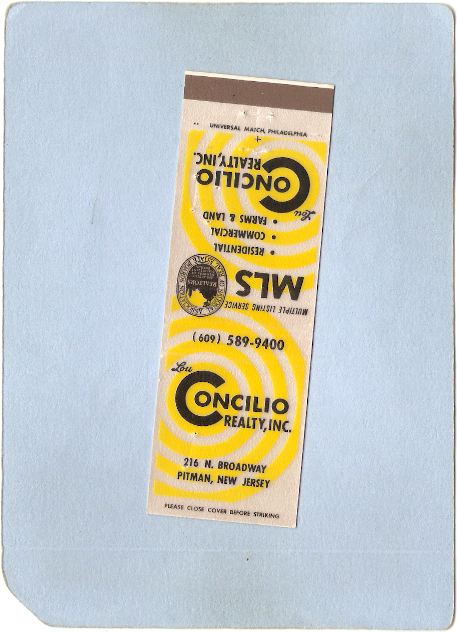 UNIVERSAL MATCH, PHILADELPHIA
Lou
CONCILIO
REALTY, INC.
• FARMS & LAND
• COMMERCIAL
• RESIDENTIAL
MLS
MULTIPLE LISTING SERVICE
REALTORS
(609) 589-9400
Lou
CONCILIO
REALTY, INC.
216 N. BROADWAY
PITMAN, NEW JERSEY
PLEASE CLOSE COVER BEFORE STRIKING